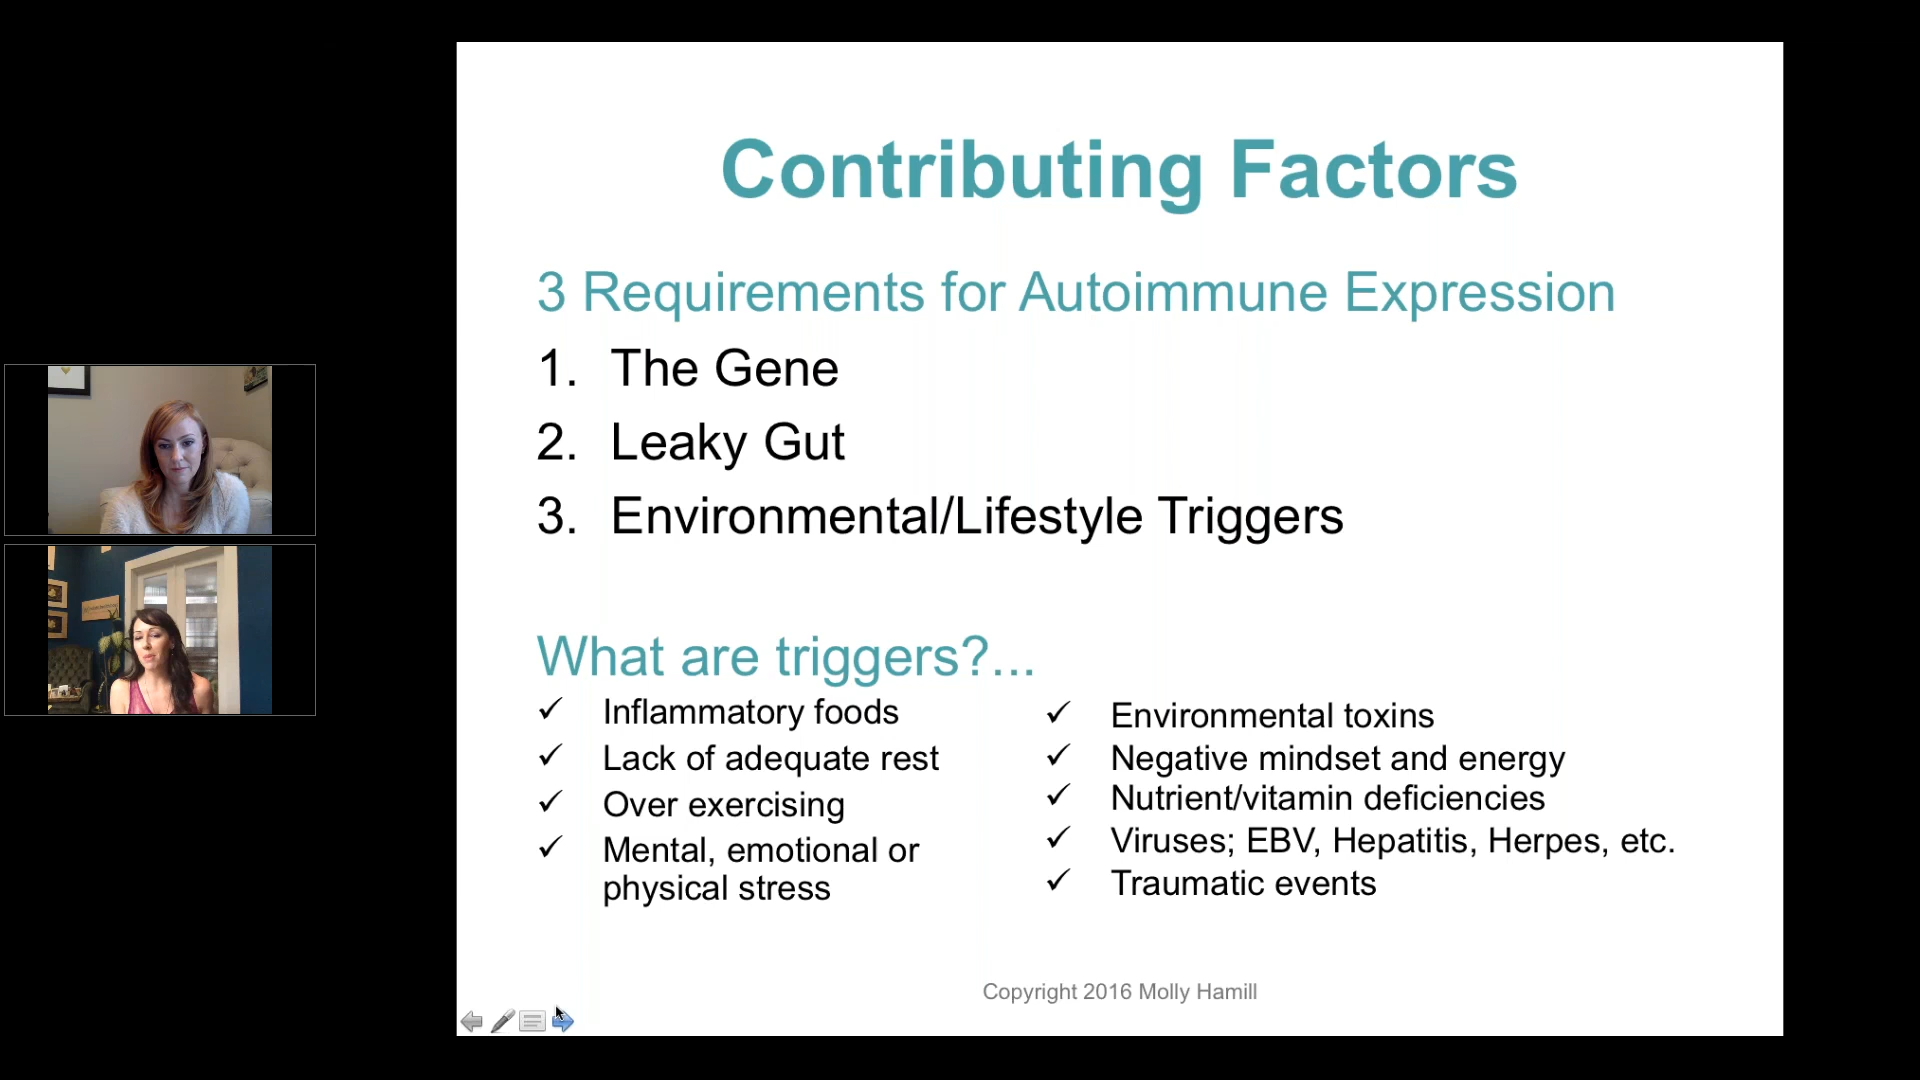 Contributing Factors
3 Requirements for Autoimmune Expression
1. The Gene
2. Leaky Gut
3. Environmental/Lifestyle Triggers
What are triggers?...
✓ Inflammatory foods
✓ Lack of adequate rest
✓ Over exercising
✓ Mental, emotional or
physical stress
✓ Environmental toxins
✓ Negative mindset and energy
✓ Nutrient/vitamin deficiencies
✓ Viruses; EBV, Hepatitis, Herpes, etc.
✓ Traumatic events
Copyright 2016 Molly Hamill